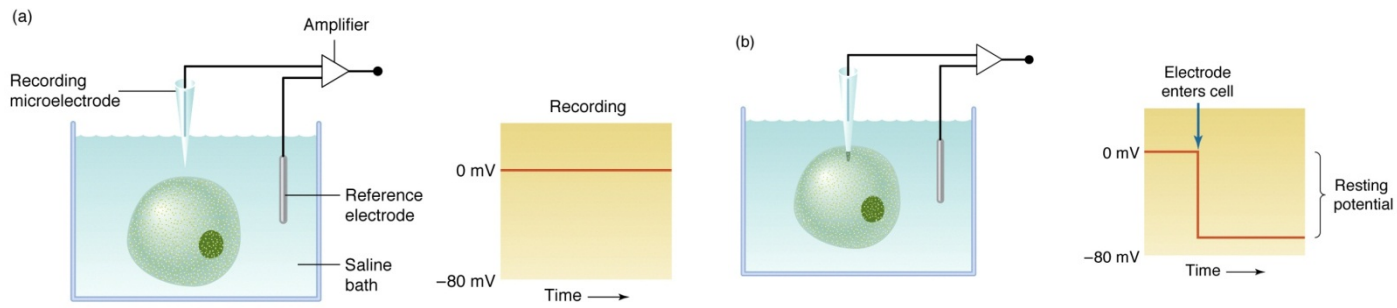 (a)
Amplifier
Recording
microelectrode
Recording
0 mV
Reference
electrode
Saline
bath
−80 mV
Time
(b)
Electrode
enters cell
0 mV
Resting
potential
−80 mV
Time